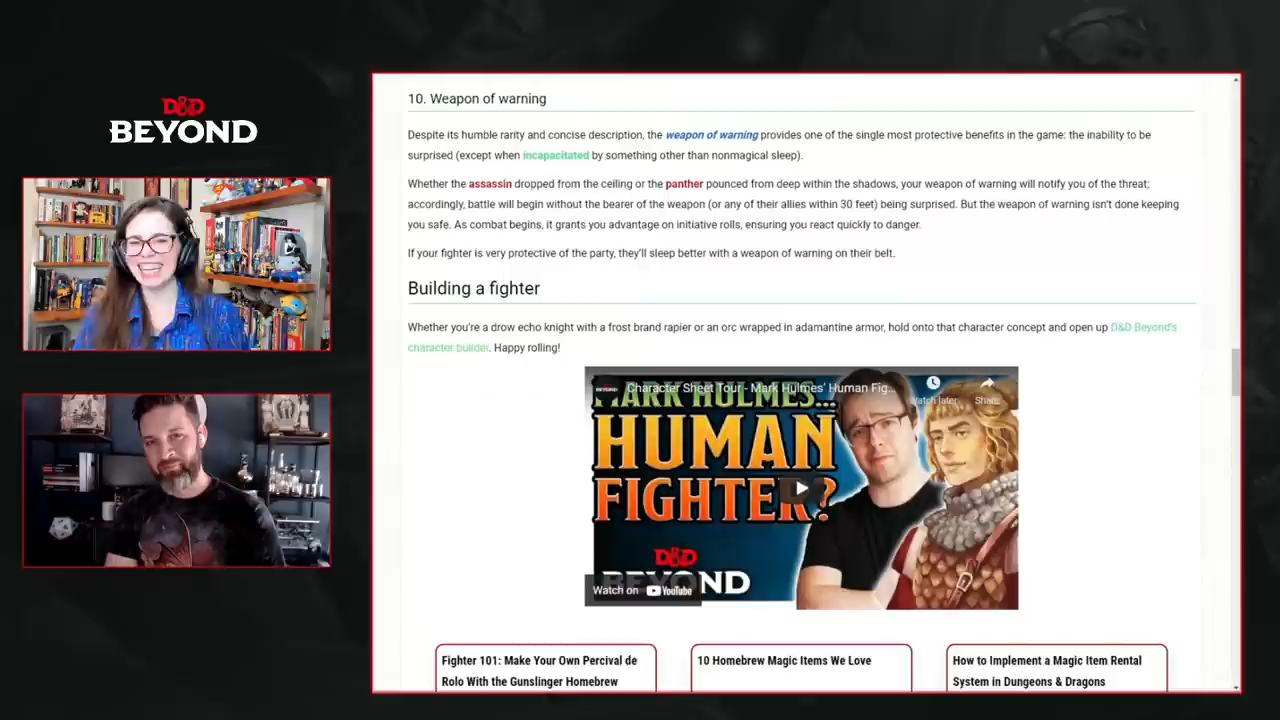 D&D
BEYOND
10. Weapon of warning
Despite its humble rarity and concise description, the weapon of warning provides one of the single most protective benefits in the game: the inability to be
surprised (except when incapacitated by something other than nonmagical sleep).
Whether the assassin dropped from the ceiling or the panther pounced from deep within the shadows, your weapon of warning will notify you of the threat;
accordingly, battle will begin without the bearer of the weapon (or any of their allies within 30 feet) being surprised. But the weapon of warning isn't done keeping
you safe. As combat begins, it grants you advantage on initiative rolls, ensuring you react quickly to danger.
If your fighter is very protective of the party, they'll sleep better with a weapon of warning on their belt.
Building a fighter
Whether you're a drow echo knight with a frost brand rapier or an orc wrapped in adamantine armor, hold onto that character concept and open up D&D Beyond's
character builder. Happy rolling!
Character Sheet Tour - Mark Hulmes' Human Fig...
Watch later
Share
MARK HULMES...
HUMAN
FIGHTER?
D&D
BEYOND
Watch on YouTube
Fighter 101: Make Your Own Percival de
Rolo With the Gunslinger Homebrew
10 Homebrew Magic Items We Love
How to Implement a Magic Item Rental
System in Dungeons & Dragons